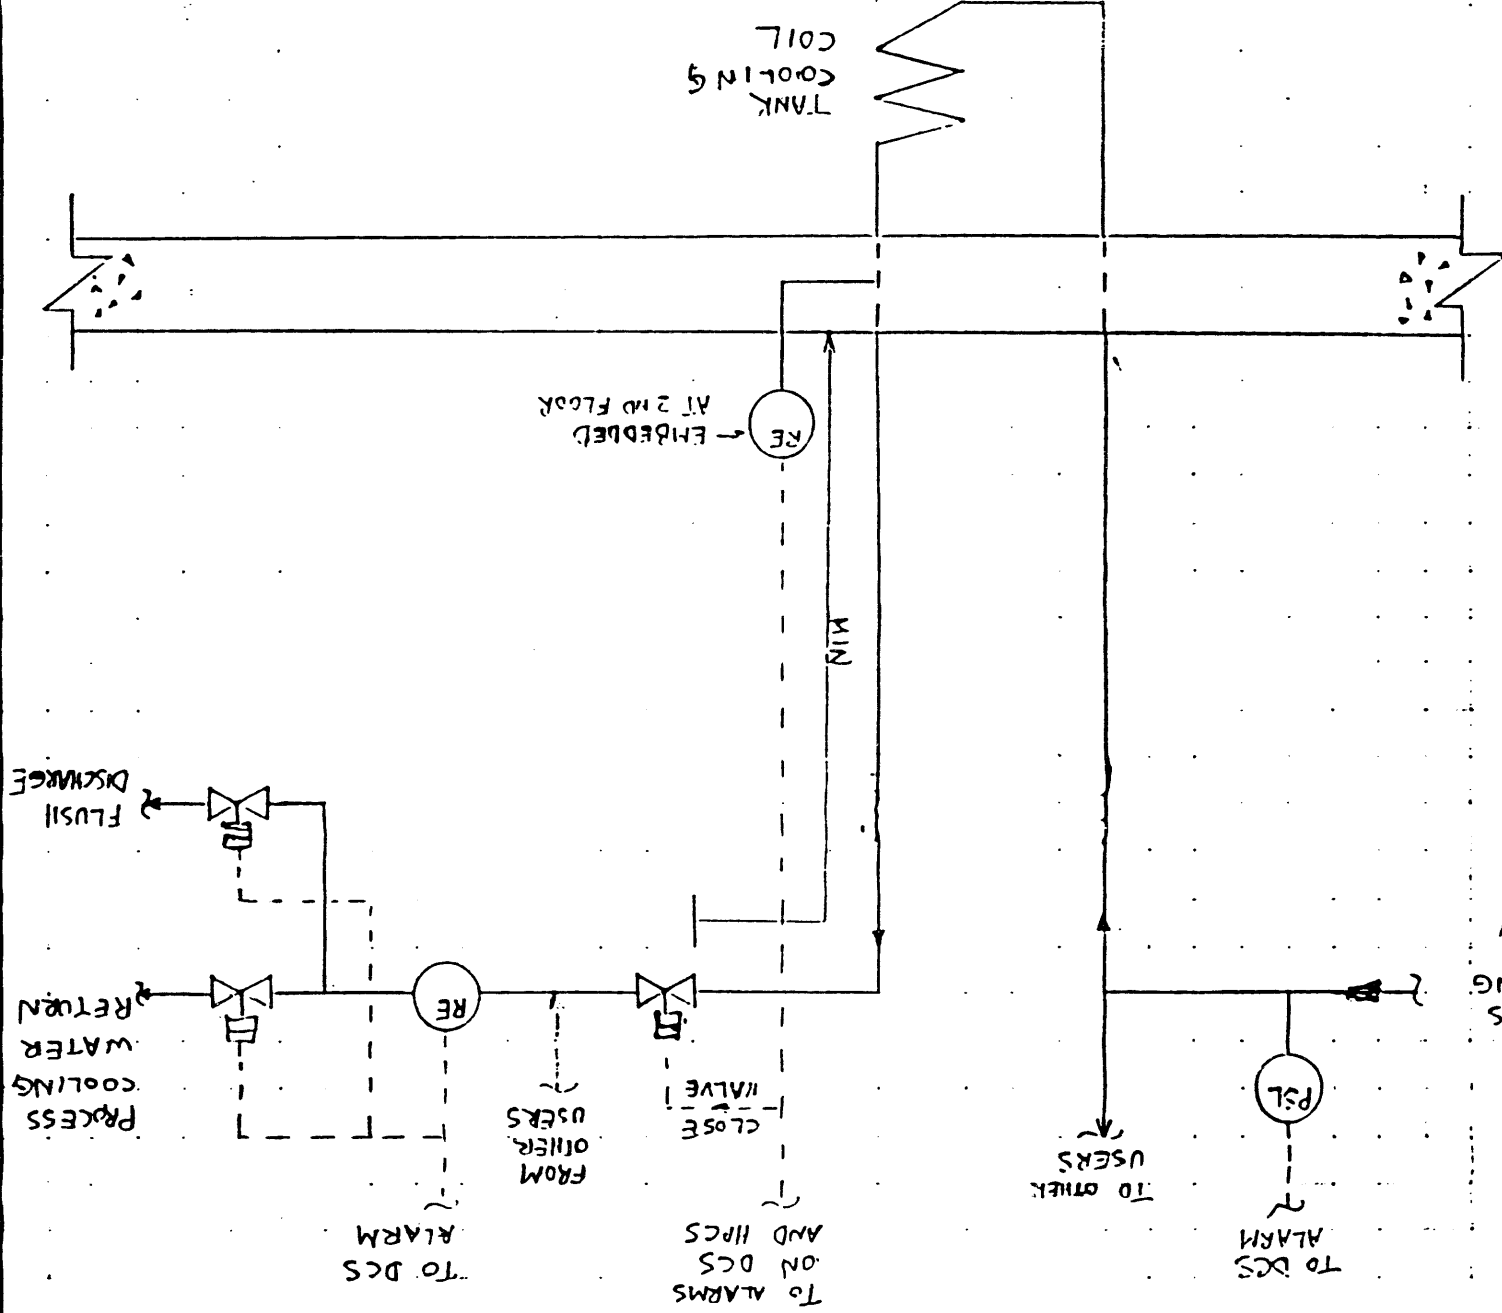 TO DCS
ALARM
PSL
TO OTHER
USERS
TO ALARMS
ON DCS
AND HPCS
CLOSE
VALVE
FROM
OTHER
USERS
TO DCS
ALARM
RE
PROCESS
COOLING
WATER
RETURN
FLUSH
DISCHARGE
MIN
RE
EMBEDDED
AT 2ND FLOOR
TANK
COOLING
COIL